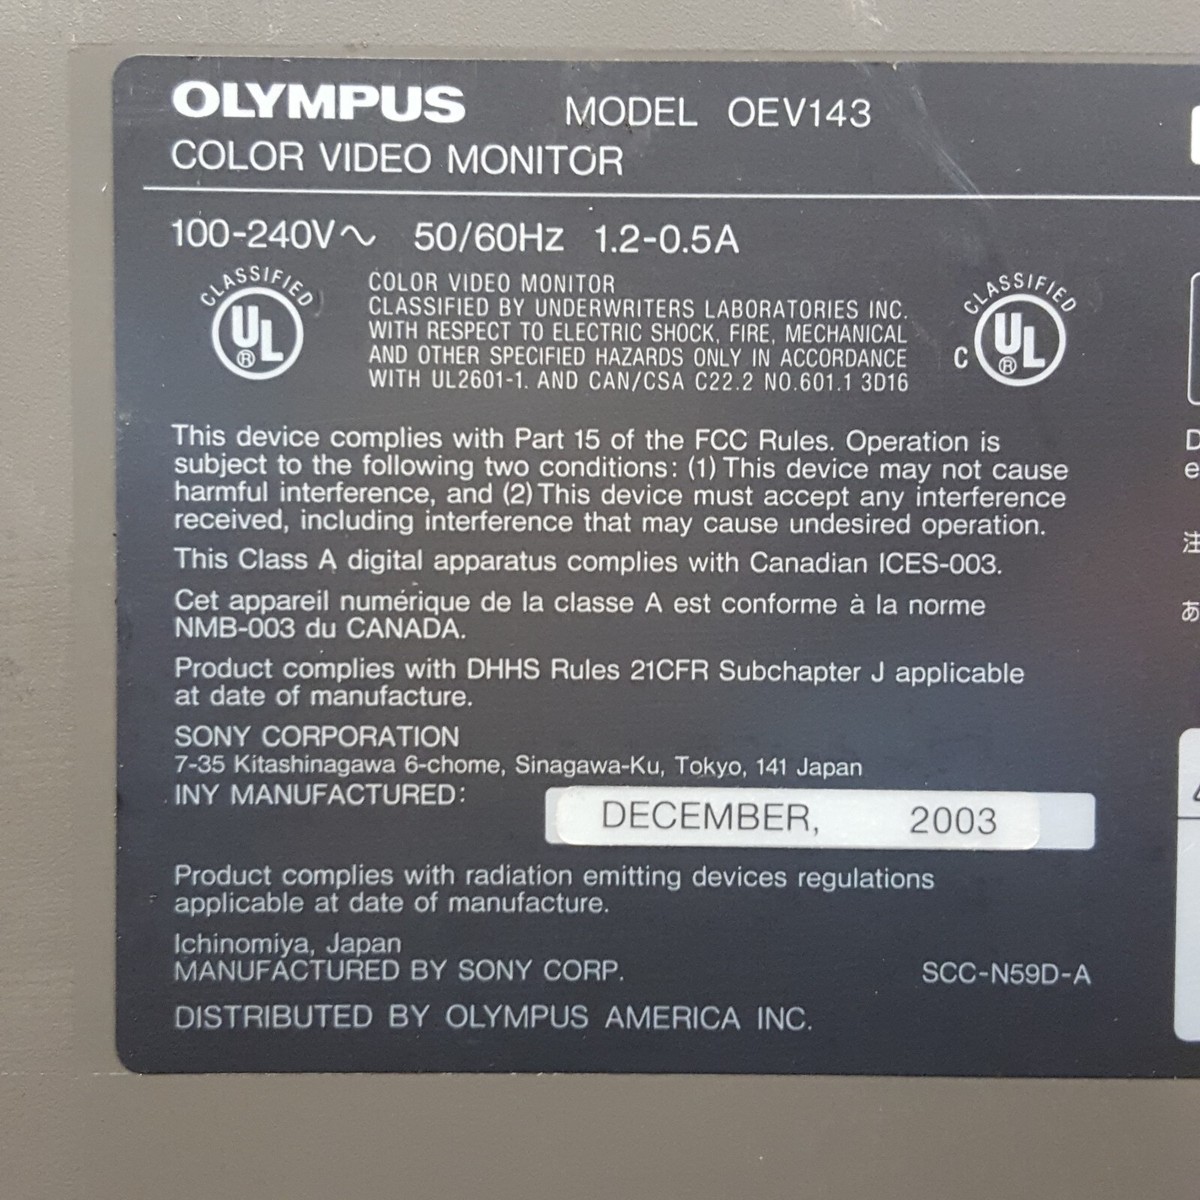 OLYMPUS MODEL OEV143
COLOR VIDEO MONITOR
100-240V~ 50/60Hz 1.2-0.5A
CLASSIFIED
UL
®
COLOR VIDEO MONITOR
CLASSIFIED BY UNDERWRITERS LABORATORIES INC.
WITH RESPECT TO ELECTRIC SHOCK, FIRE, MECHANICAL
AND OTHER SPECIFIED HAZARDS ONLY IN ACCORDANCE
WITH UL2601-1. AND CAN/CSA C22.2 NO.601.1 3D16
CLASSIFIED
C UL
®
This device complies with Part 15 of the FCC Rules. Operation is
subject to the following two conditions: (1) This device may not cause
harmful interference, and (2) This device must accept any interference
received, including interference that may cause undesired operation.
This Class A digital apparatus complies with Canadian ICES-003.
Cet appareil numérique de la classe A est conforme à la norme
NMB-003 du CANADA.
Product complies with DHHS Rules 21CFR Subchapter J applicable
at date of manufacture.
SONY CORPORATION
7-35 Kitashinagawa 6-chome, Sinagawa-Ku, Tokyo, 141 Japan
INY MANUFACTURED:
DECEMBER, 2003
Product complies with radiation emitting devices regulations
applicable at date of manufacture.
Ichinomiya, Japan
MANUFACTURED BY SONY CORP. SCC-N59D-A
DISTRIBUTED BY OLYMPUS AMERICA INC.
注
あ